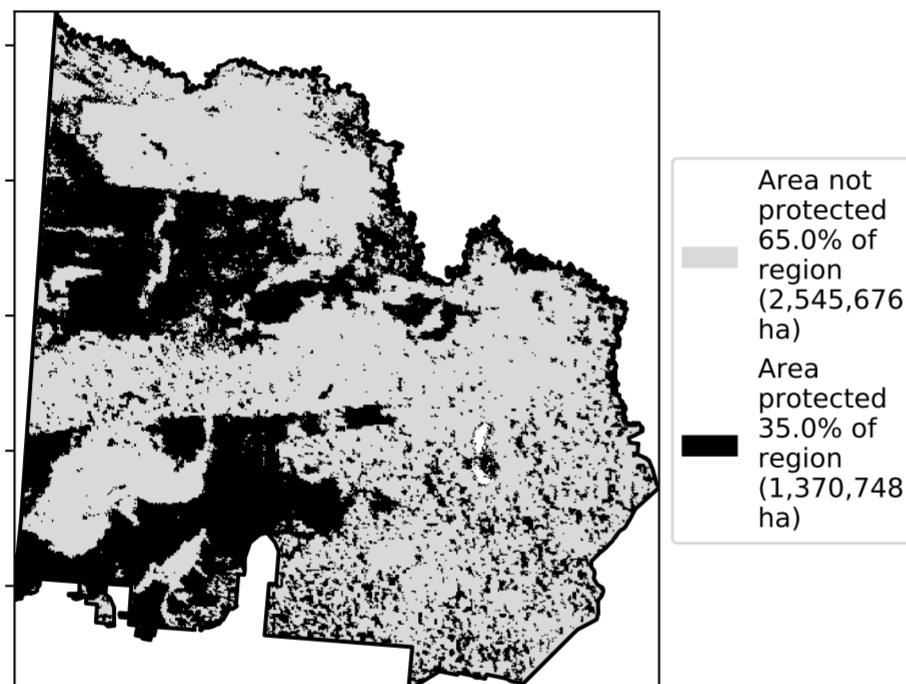 Area not
protected
65.0% of
region
(2,545,676
ha)
Area
protected
35.0% of
region
(1,370,748
ha)